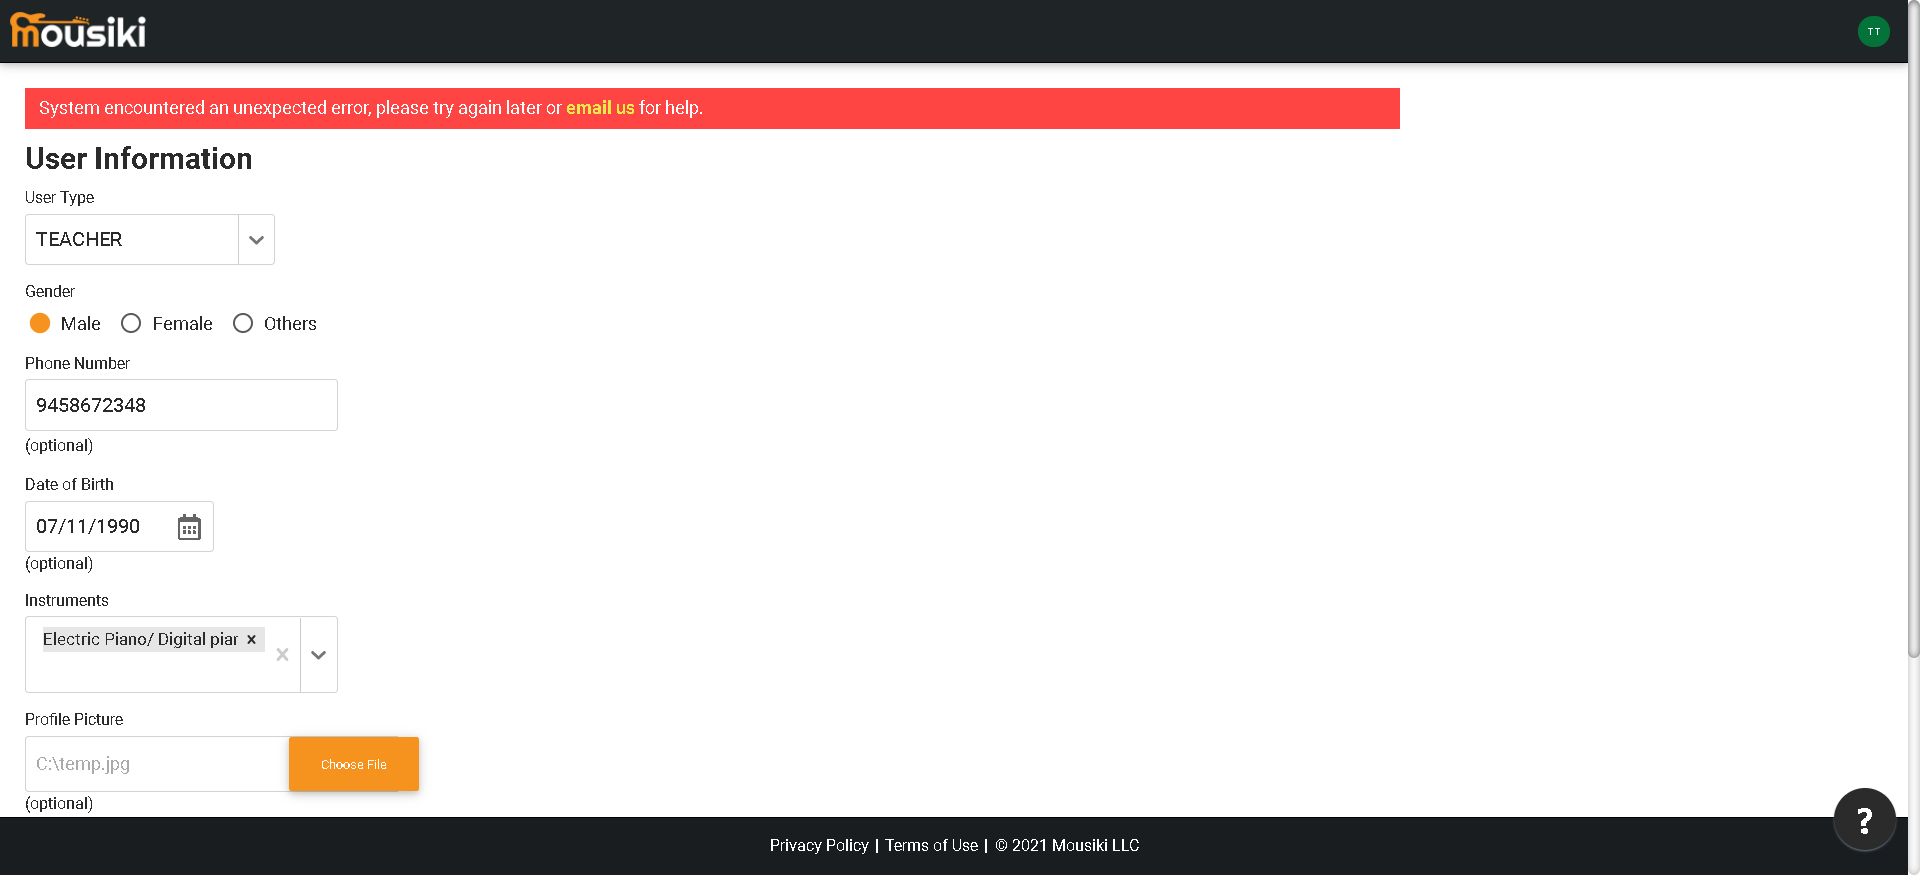 mousiki
TT
System encountered an unexpected error, please try again later or email us for help.
User Information
User Type
TEACHER
Gender
Male Female Others
Phone Number
9458672348
(optional)
Date of Birth
07/11/1990
(optional)
Instruments
Electric Piano/ Digital piar ×
Profile Picture
C:\temp.jpg Choose File
(optional)
?
Privacy Policy | Terms of Use | © 2021 Mousiki LLC